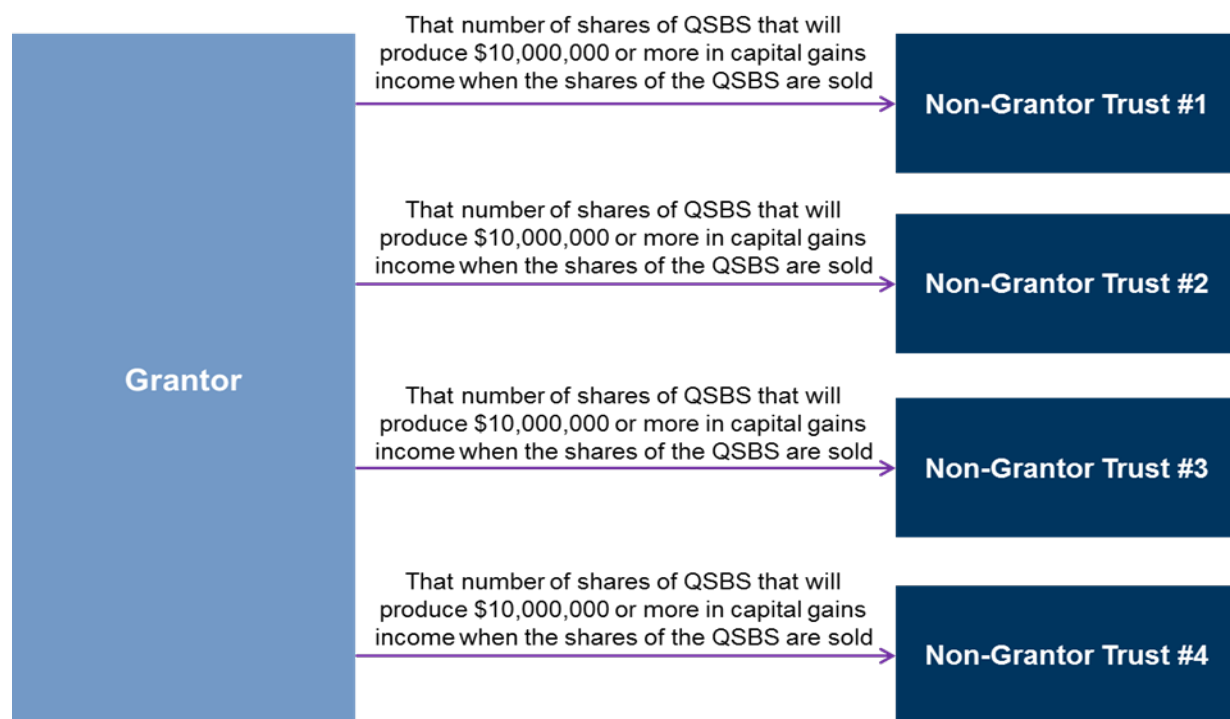 That number of shares of QSBS that will
produce $10,000,000 or more in capital gains
income when the shares of the QSBS are sold
Non-Grantor Trust #1
That number of shares of QSBS that will
produce $10,000,000 or more in capital gains
income when the shares of the QSBS are sold
Non-Grantor Trust #2
Grantor
That number of shares of QSBS that will
produce $10,000,000 or more in capital gains
income when the shares of the QSBS are sold
Non-Grantor Trust #3
That number of shares of QSBS that will
produce $10,000,000 or more in capital gains
income when the shares of the QSBS are sold
Non-Grantor Trust #4